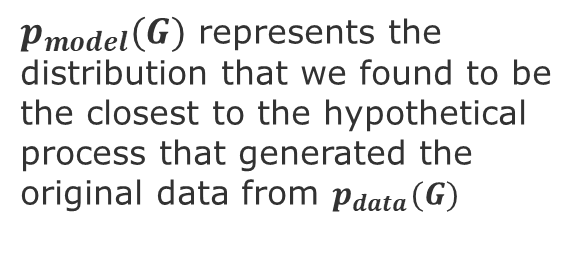 p_model(G) represents the
distribution that we found to be
the closest to the hypothetical
process that generated the
original data from p_data(G)